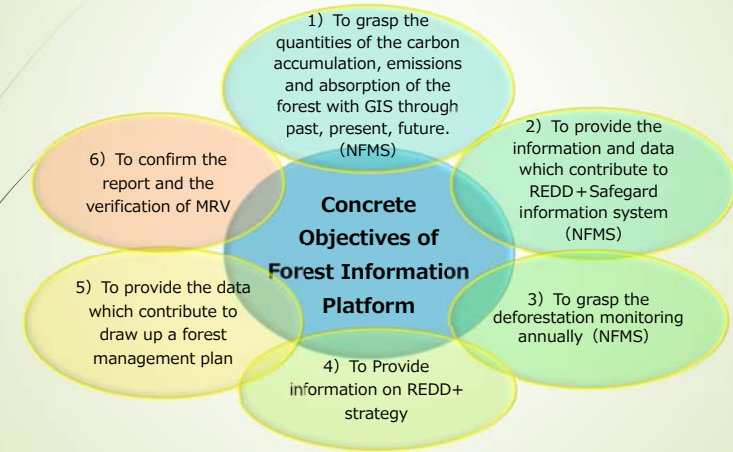 1）To grasp the
quantities of the carbon
accumulation, emissions
and absorption of the
forest with GIS through
past, present, future.
(NFMS)
2）To provide the
information and data
which contribute to
REDD+Safegard
information system
(NFMS)
3）To grasp the
deforestation monitoring
annually（NFMS）
4）To Provide
information on REDD+
strategy
5）To provide the data
which contribute to
draw up a forest
management plan
6）To confirm the
report and the
verification of MRV
Concrete
Objectives of
Forest Information
Platform